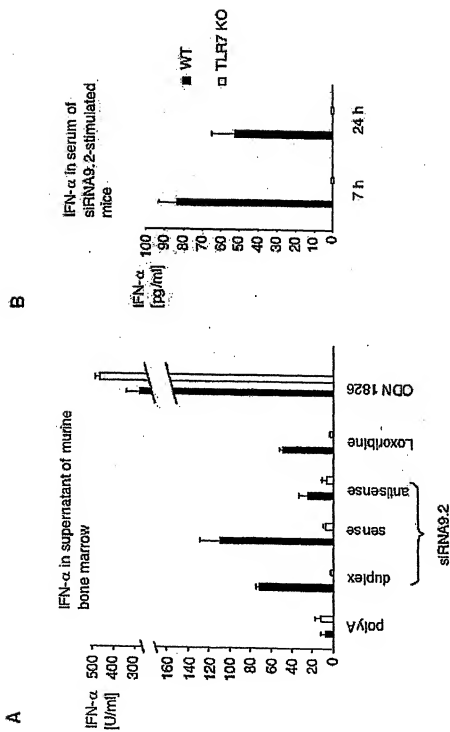 A
IFN-α in supernatant of murine
bone marrow
IFN-α
[U/ml]
500
400
300
160
140
120
100
80
60
40
20
0
polyA
duplex
sense
antisense
Loxoribine
ODN 1826
siRNA9.2
B
IFN-α in serum of
siRNA9.2-stimulated
mice
IFN-α
[pg/ml]
100
90
80
70
60
50
40
30
20
10
0
7 h
24 h
WT
TLR7 KO